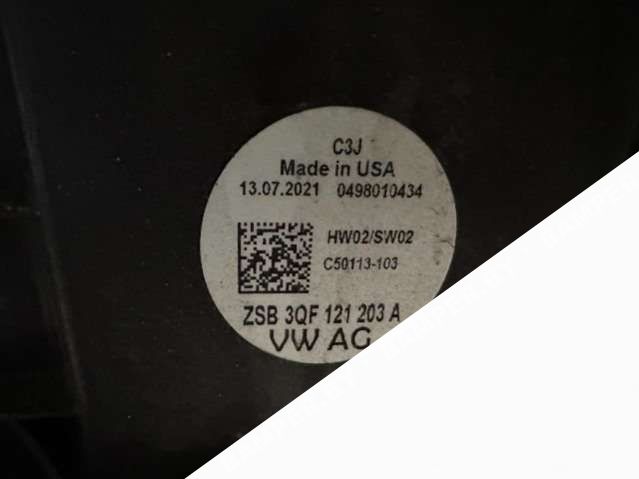 C3J
Made in USA
13.07.2021 0498010434
HW02/SW02
C50113-103
ZSB 3QF 121 203 A
VW AG